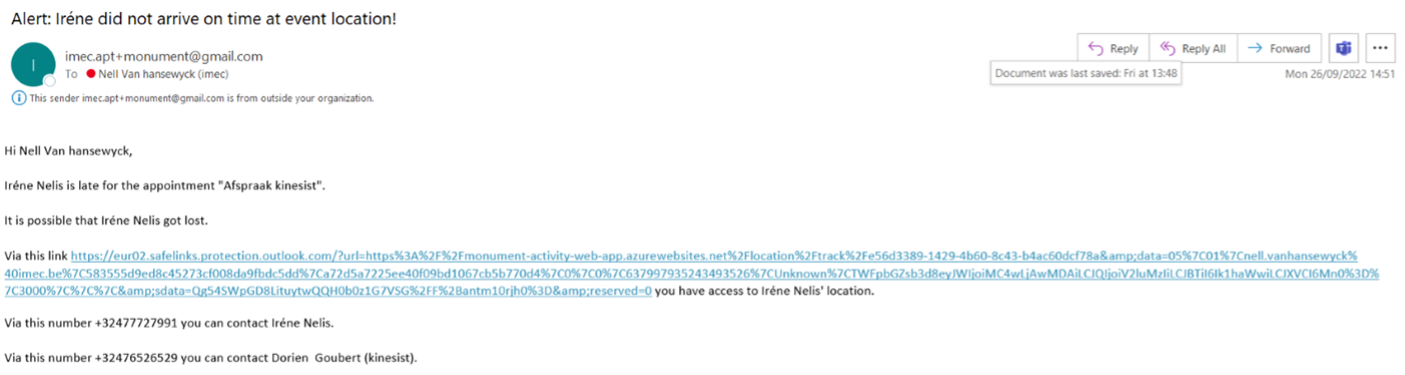 Alert: Iréne did not arrive on time at event location!
I
imec.apt+monument@gmail.com
To Nell Van hansewyck (imec)
Reply
Reply All
Forward
Document was last saved: Fri at 13:48
Mon 26/09/2022 14:51
This sender imec.apt+monument@gmail.com is from outside your organization.
Hi Nell Van hansewyck,
Iréne Nelis is late for the appointment "Afspraak kinesist".
It is possible that Iréne Nelis got lost.
Via this link https://eur02.safelinks.protection.outlook.com/?url=https%3A%2F%2Fmonument-activity-web-app.azurewebsites.net%2Flocation%2Ftrack%2Fe56d3389-1429-4b60-8c43-b4ac60dcf78a&amp;data=05%7C01%7Cnell.vanhansewyck%
40imec.be%7C583555d9ed8c45273cf008da9fbdc5dd%7Ca72d5a7225ee40f09bd1067cb5b770d4%7C0%7C0%7C637997935243493526%7CUnknown%7CTWFpbGZsb3d8eyJWIjoiMC4wLjAwMDAiLCJQIjoiV2luMzIiLCJBTiI6Ik1haWwiLCJXVCI6Mn0%3D%
7C3000%7C%7C%7C&amp;sdata=Qg54SWpGD8LituytwQQH0b0z1G7VSG%2FF%2Bantm10rjh0%3D&amp;reserved=0 you have access to Iréne Nelis' location.
Via this number +32477727991 you can contact Iréne Nelis.
Via this number +32476526529 you can contact Dorien Goubert (kinesist).